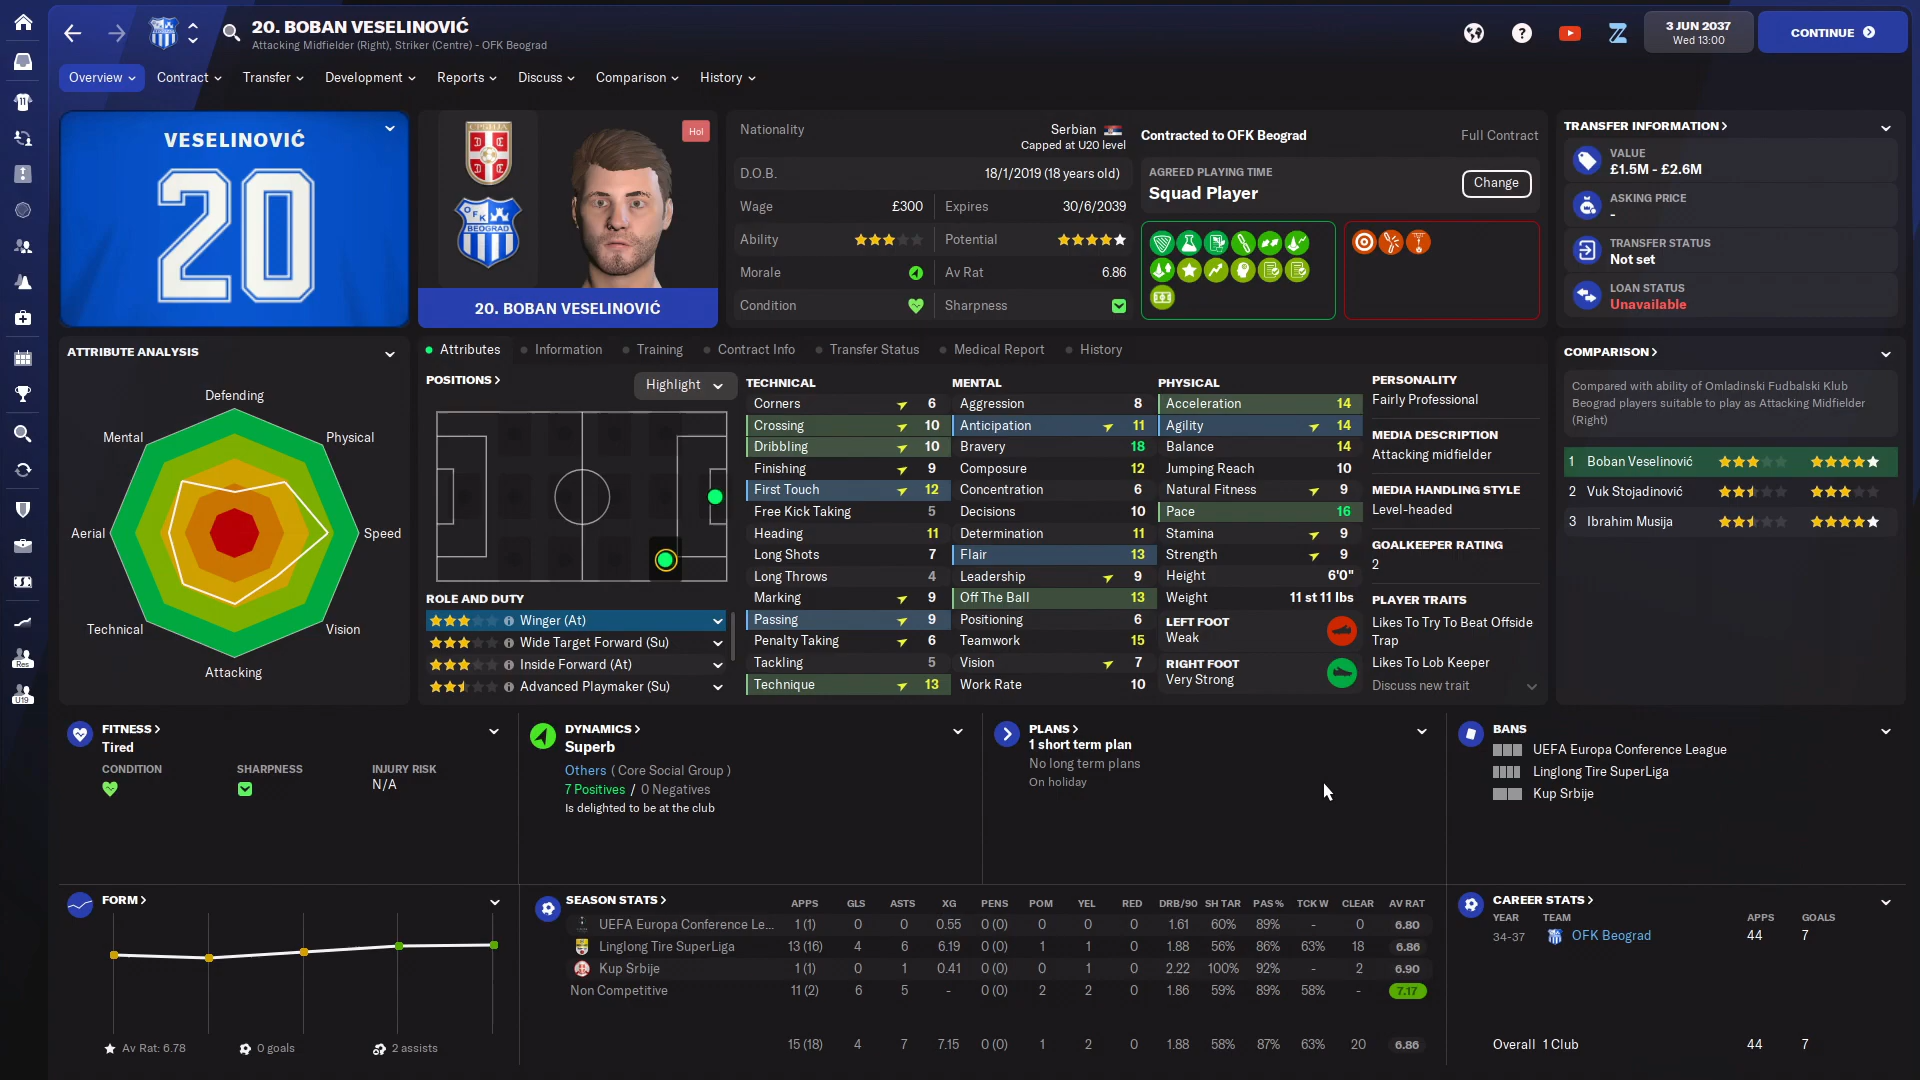 20. BOBAN VESELINOVIĆ
Attacking Midfielder (Right), Striker (Centre) - OFK Beograd
3 JUN 2037
Wed 13:00
CONTINUE
Overview
Contract
Transfer
Development
Reports
Discuss
Comparison
History
VESELINOVIĆ
20
Hol
20. BOBAN VESELINOVIĆ
Nationality
Serbian
Capped at U20 level
D.O.B. 18/1/2019 (18 years old)
Wage £300 Expires 30/6/2039
Ability Potential
Morale Av Rat 6.86
Condition Sharpness
Contracted to OFK Beograd Full Contract
AGREED PLAYING TIME
Squad Player
Change
TRANSFER INFORMATION >
VALUE
£1.5M - £2.6M
ASKING PRICE
-
TRANSFER STATUS
Not set
LOAN STATUS
Unavailable
ATTRIBUTE ANALYSIS
Defending
Mental Physical
Aerial Speed
Technical Vision
Attacking
Attributes Information Training Contract Info Transfer Status Medical Report History
POSITIONS >
Highlight
ROLE AND DUTY
Winger (At)
Wide Target Forward (Su)
Inside Forward (At)
Advanced Playmaker (Su)
TECHNICAL
Corners 6
Crossing 10
Dribbling 10
Finishing 9
First Touch 12
Free Kick Taking 5
Heading 11
Long Shots 7
Long Throws 4
Marking 9
Passing 9
Penalty Taking 6
Tackling 5
Technique 13
MENTAL
Aggression 8
Anticipation 11
Bravery 18
Composure 12
Concentration 6
Decisions 10
Determination 11
Flair 13
Leadership 9
Off The Ball 13
Positioning 6
Teamwork 15
Vision 7
Work Rate 10
PHYSICAL
Acceleration 14
Agility 14
Balance 14
Jumping Reach 10
Natural Fitness 9
Pace 16
Stamina 9
Strength 9
Height 6'0"
Weight 11 st 11 lbs
LEFT FOOT
Weak
RIGHT FOOT
Very Strong
PERSONALITY
Fairly Professional
MEDIA DESCRIPTION
Attacking midfielder
MEDIA HANDLING STYLE
Level-headed
GOALKEEPER RATING
2
PLAYER TRAITS
Likes To Try To Beat Offside
Trap
Likes To Lob Keeper
Discuss new trait
COMPARISON >
Compared with ability of Omladinski Fudbalski Klub
Beograd players suitable to play as Attacking Midfielder
(Right)
1 Boban Veselinović
2 Vuk Stojadinović
3 Ibrahim Musija
FITNESS >
Tired
CONDITION SHARPNESS INJURY RISK
N/A
DYNAMICS >
Superb
Others ( Core Social Group )
7 Positives / 0 Negatives
Is delighted to be at the club
PLANS >
1 short term plan
No long term plans
On holiday
BANS
UEFA Europa Conference League
Linglong Tire SuperLiga
Kup Srbije
FORM >
Av Rat: 6.78 0 goals 2 assists
SEASON STATS > APPS GLS ASTS XG PENS POM YEL RED DRB/90 SH TAR PAS % TCK W CLEAR AV RAT
UEFA Europa Conference Le... 1 (1) 0 0 0.55 0 (0) 0 0 0 1.61 60% 89% - 0 6.80
Linglong Tire SuperLiga 13 (16) 4 6 6.19 0 (0) 1 1 0 1.88 56% 86% 63% 18 6.86
Kup Srbije 1 (1) 0 1 0.41 0 (0) 0 1 0 2.22 100% 92% - 2 6.90
Non Competitive 11 (2) 6 5 - 0 (0) 2 2 0 1.86 59% 89% 58% - 7.17
15 (18) 4 7 7.15 0 (0) 1 2 0 1.88 58% 87% 63% 20 6.86
CAREER STATS >
YEAR TEAM APPS GOALS
34-37 OFK Beograd 44 7
Overall 1 Club 44 7
Res
U19